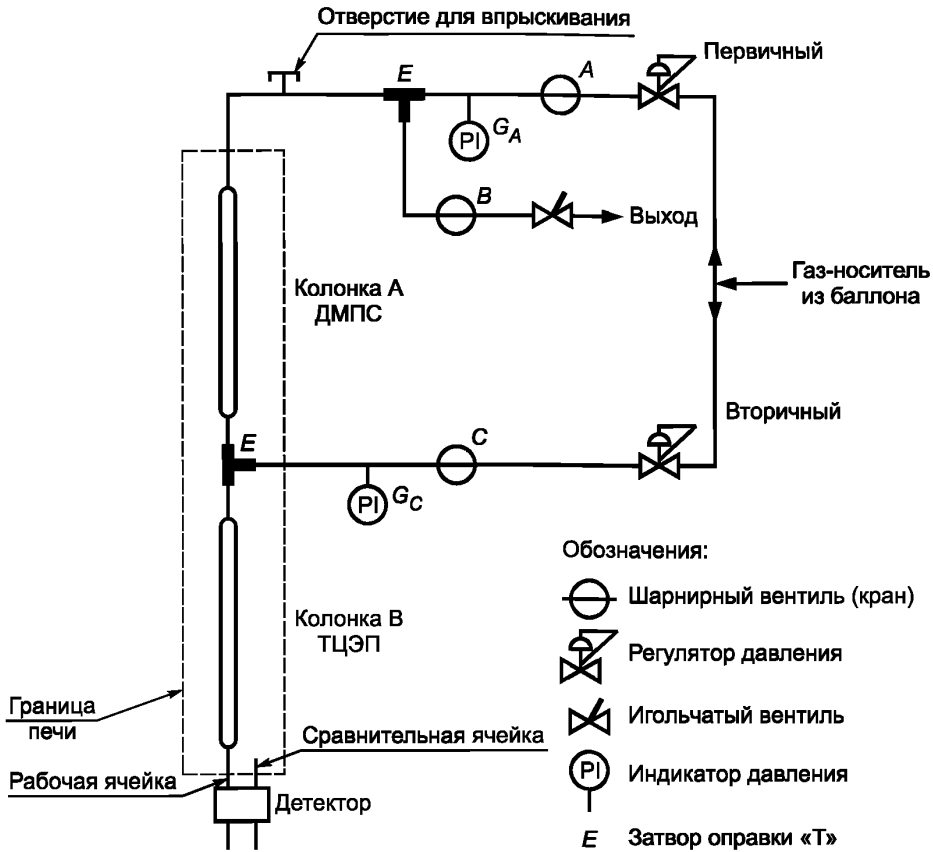 Отверстие для впрыскивания
E
A
Первичный
PI
G_A
B
Выход
Колонка А
ДМПС
Газ-носитель
из баллона
Вторичный
E
C
PI
G_C
Обозначения:
Шарнирный вентиль (кран)
Колонка В
ТЦЭП
Регулятор давления
Граница
печи
Игольчатый вентиль
Сравнительная ячейка
Рабочая ячейка
PI
Индикатор давления
Детектор
E
Затвор оправки «Т»